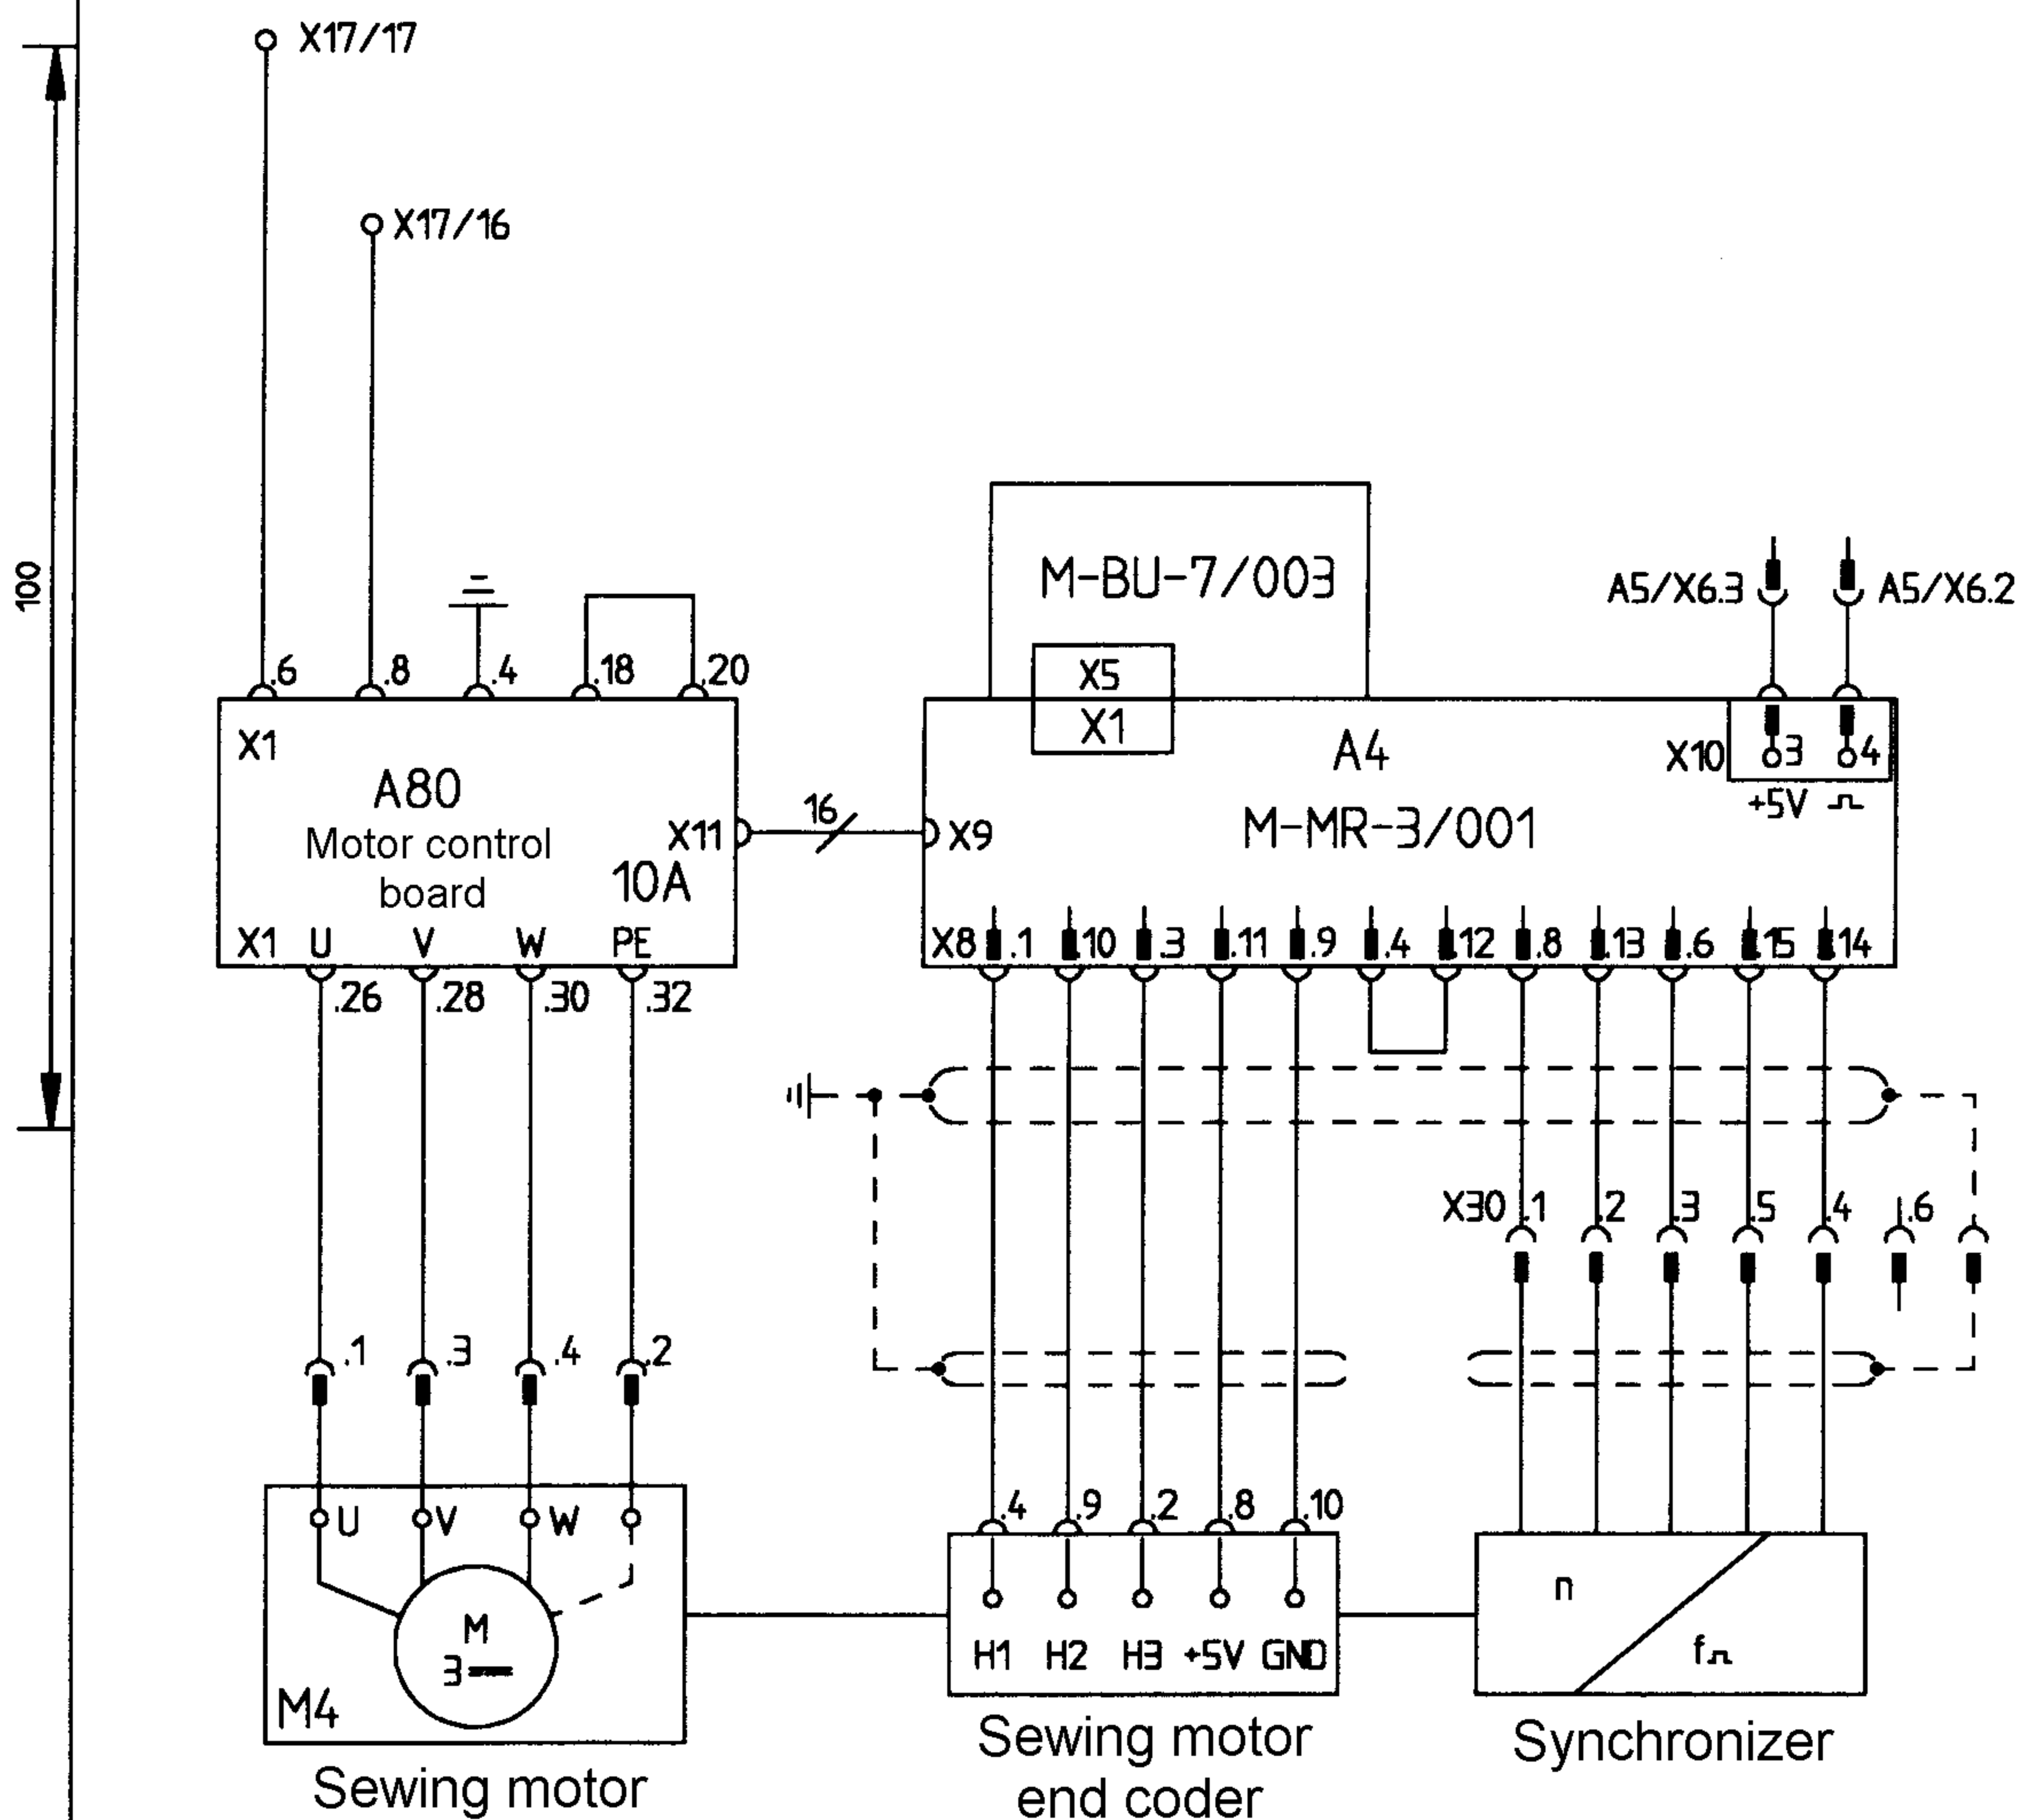 X17/17
X17/16
100
M-BU-7/003
A5/X6.3
A5/X6.2
.6
.8
.4
.18
.20
X5
X1
X1
A4
X10
3
4
+5V
A80
Motor control
board
10A
X11
16
X9
M-MR-3/001
X1 U V W PE
X8 .1 .10 .3 .11 .9 .4 .12 .8 .13 .6 .15 .14
.26 .28 .30 .32
X30 .1 .2 .3 .5 .4 .6
.1 .3 .4 .2
.4 .9 .2 .8 .10
U V W
M
3
M4
H1 H2 H3 +5V GND
n
f
Sewing motor
Sewing motor
end coder
Synchronizer